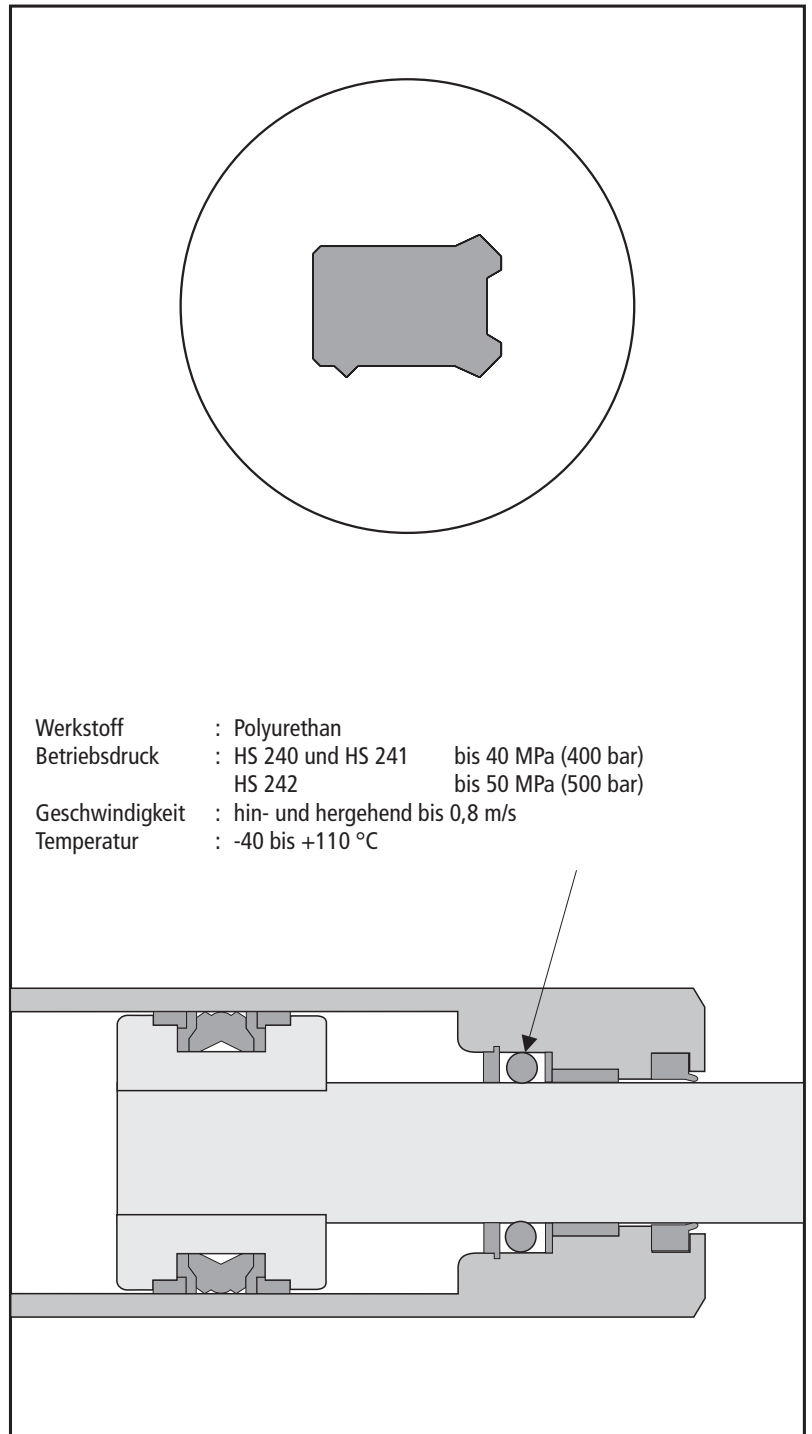 Werkstoff : Polyurethan
Betriebsdruck : HS 240 und HS 241 bis 40 MPa (400 bar)
HS 242 bis 50 MPa (500 bar)
Geschwindigkeit : hin- und hergehend bis 0,8 m/s
Temperatur : -40 bis +110 °C